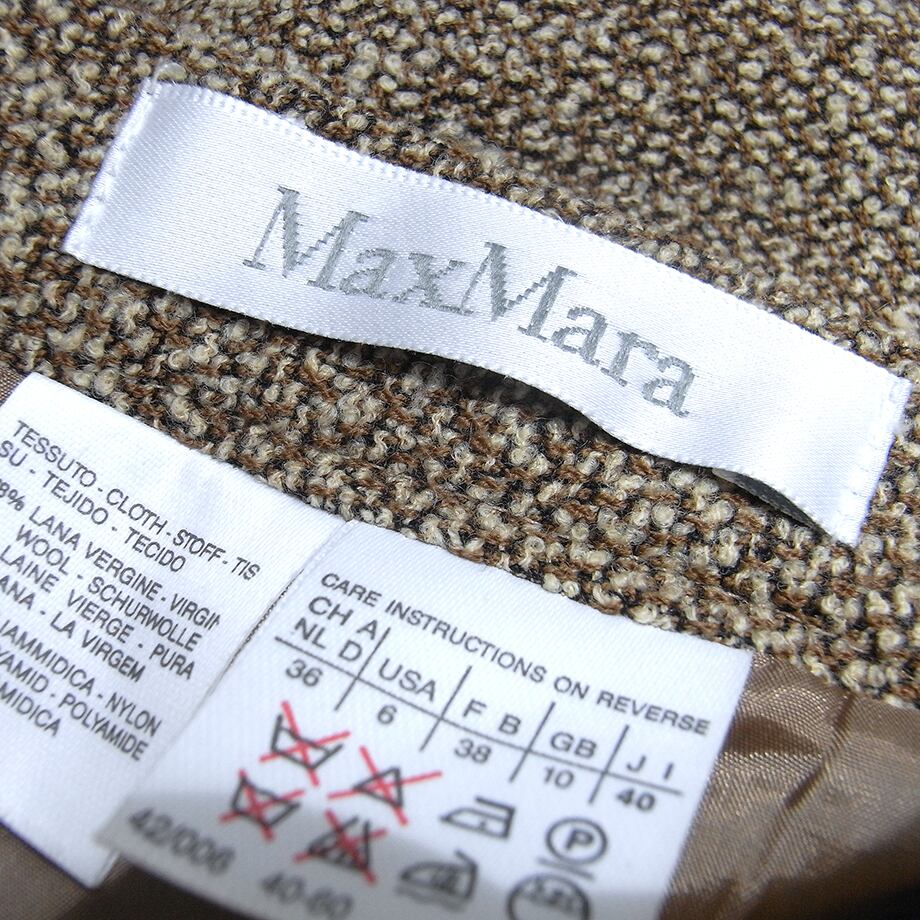 MaxMara
TESSUTO - CLOTH - STOFF - TIS
SU - TEJIDO - TECIDO
8% LANA VERGINE - VIRGIN
WOOL - SCHURWOLLE
LAINE VIERGE - PURA
ANA - LA VIRGEM
IAMMIDICA - NYLON
YAMID - POLYAMIDE
MIDICA
CARE INSTRUCTIONS ON REVERSE
CH A
NL D USA F B GB J I
36 6 38 10 40
P
42/006
40-60